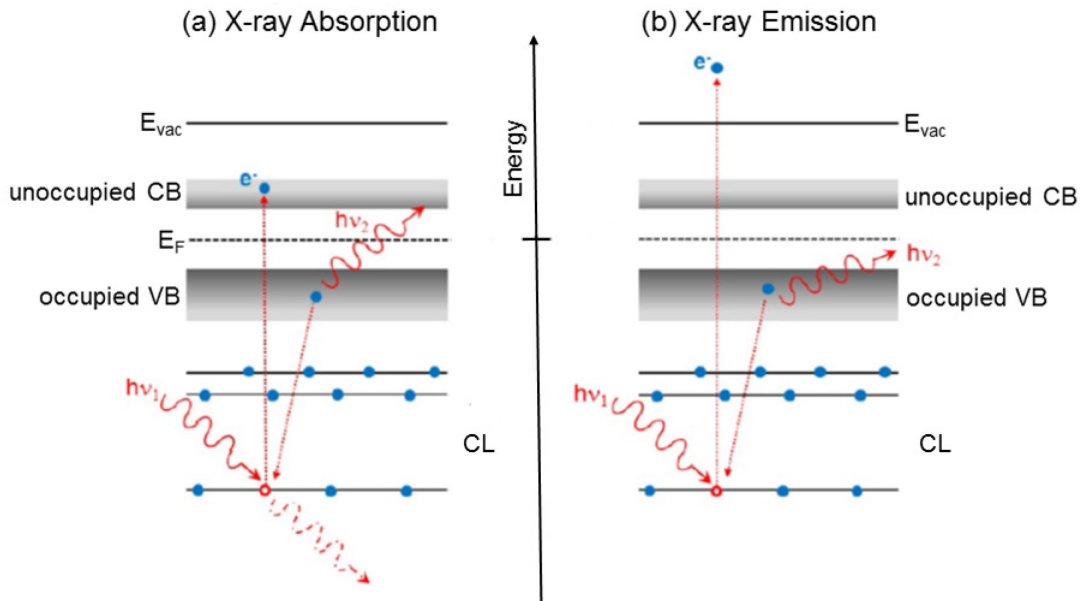 (a) X-ray Absorption
(b) X-ray Emission
Energy
E_vac
unoccupied CB
E_F
occupied VB
e-
hν₂
hν₁
CL
e-
E_vac
unoccupied CB
hν₂
occupied VB
hν₁
CL